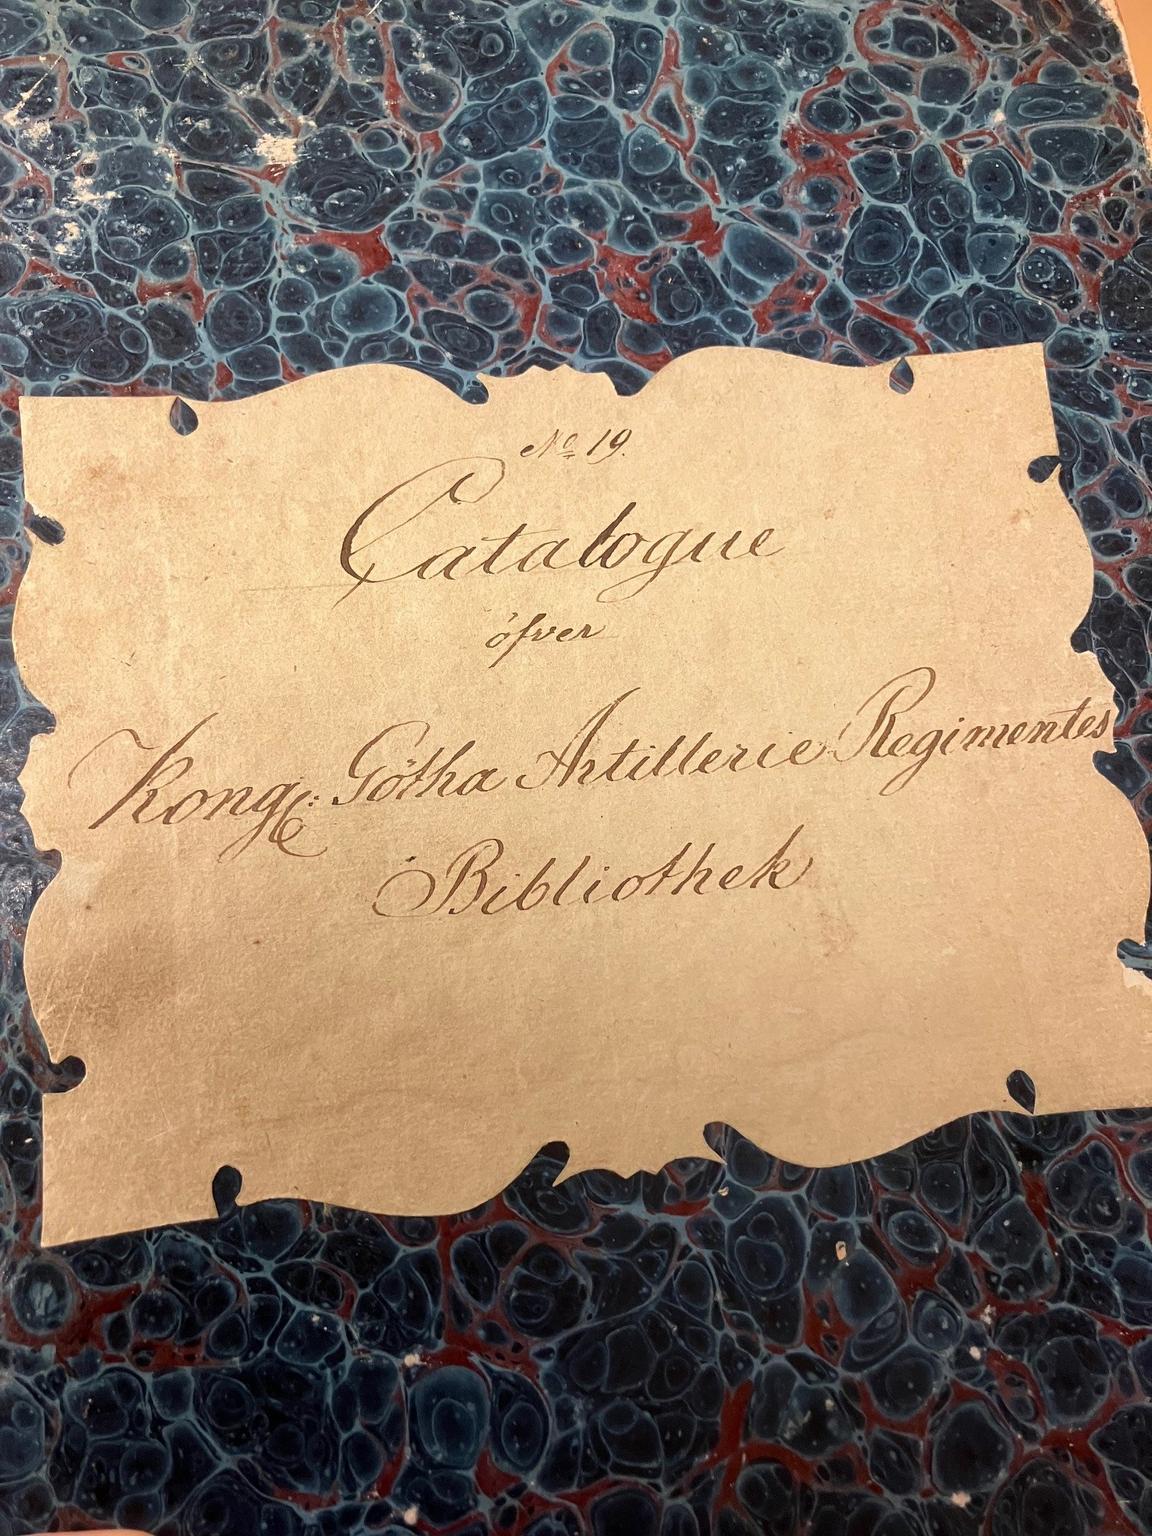 No 19.
Catalogue
öfver
Kongl: Götha Artillerie Regimentes
Bibliothek